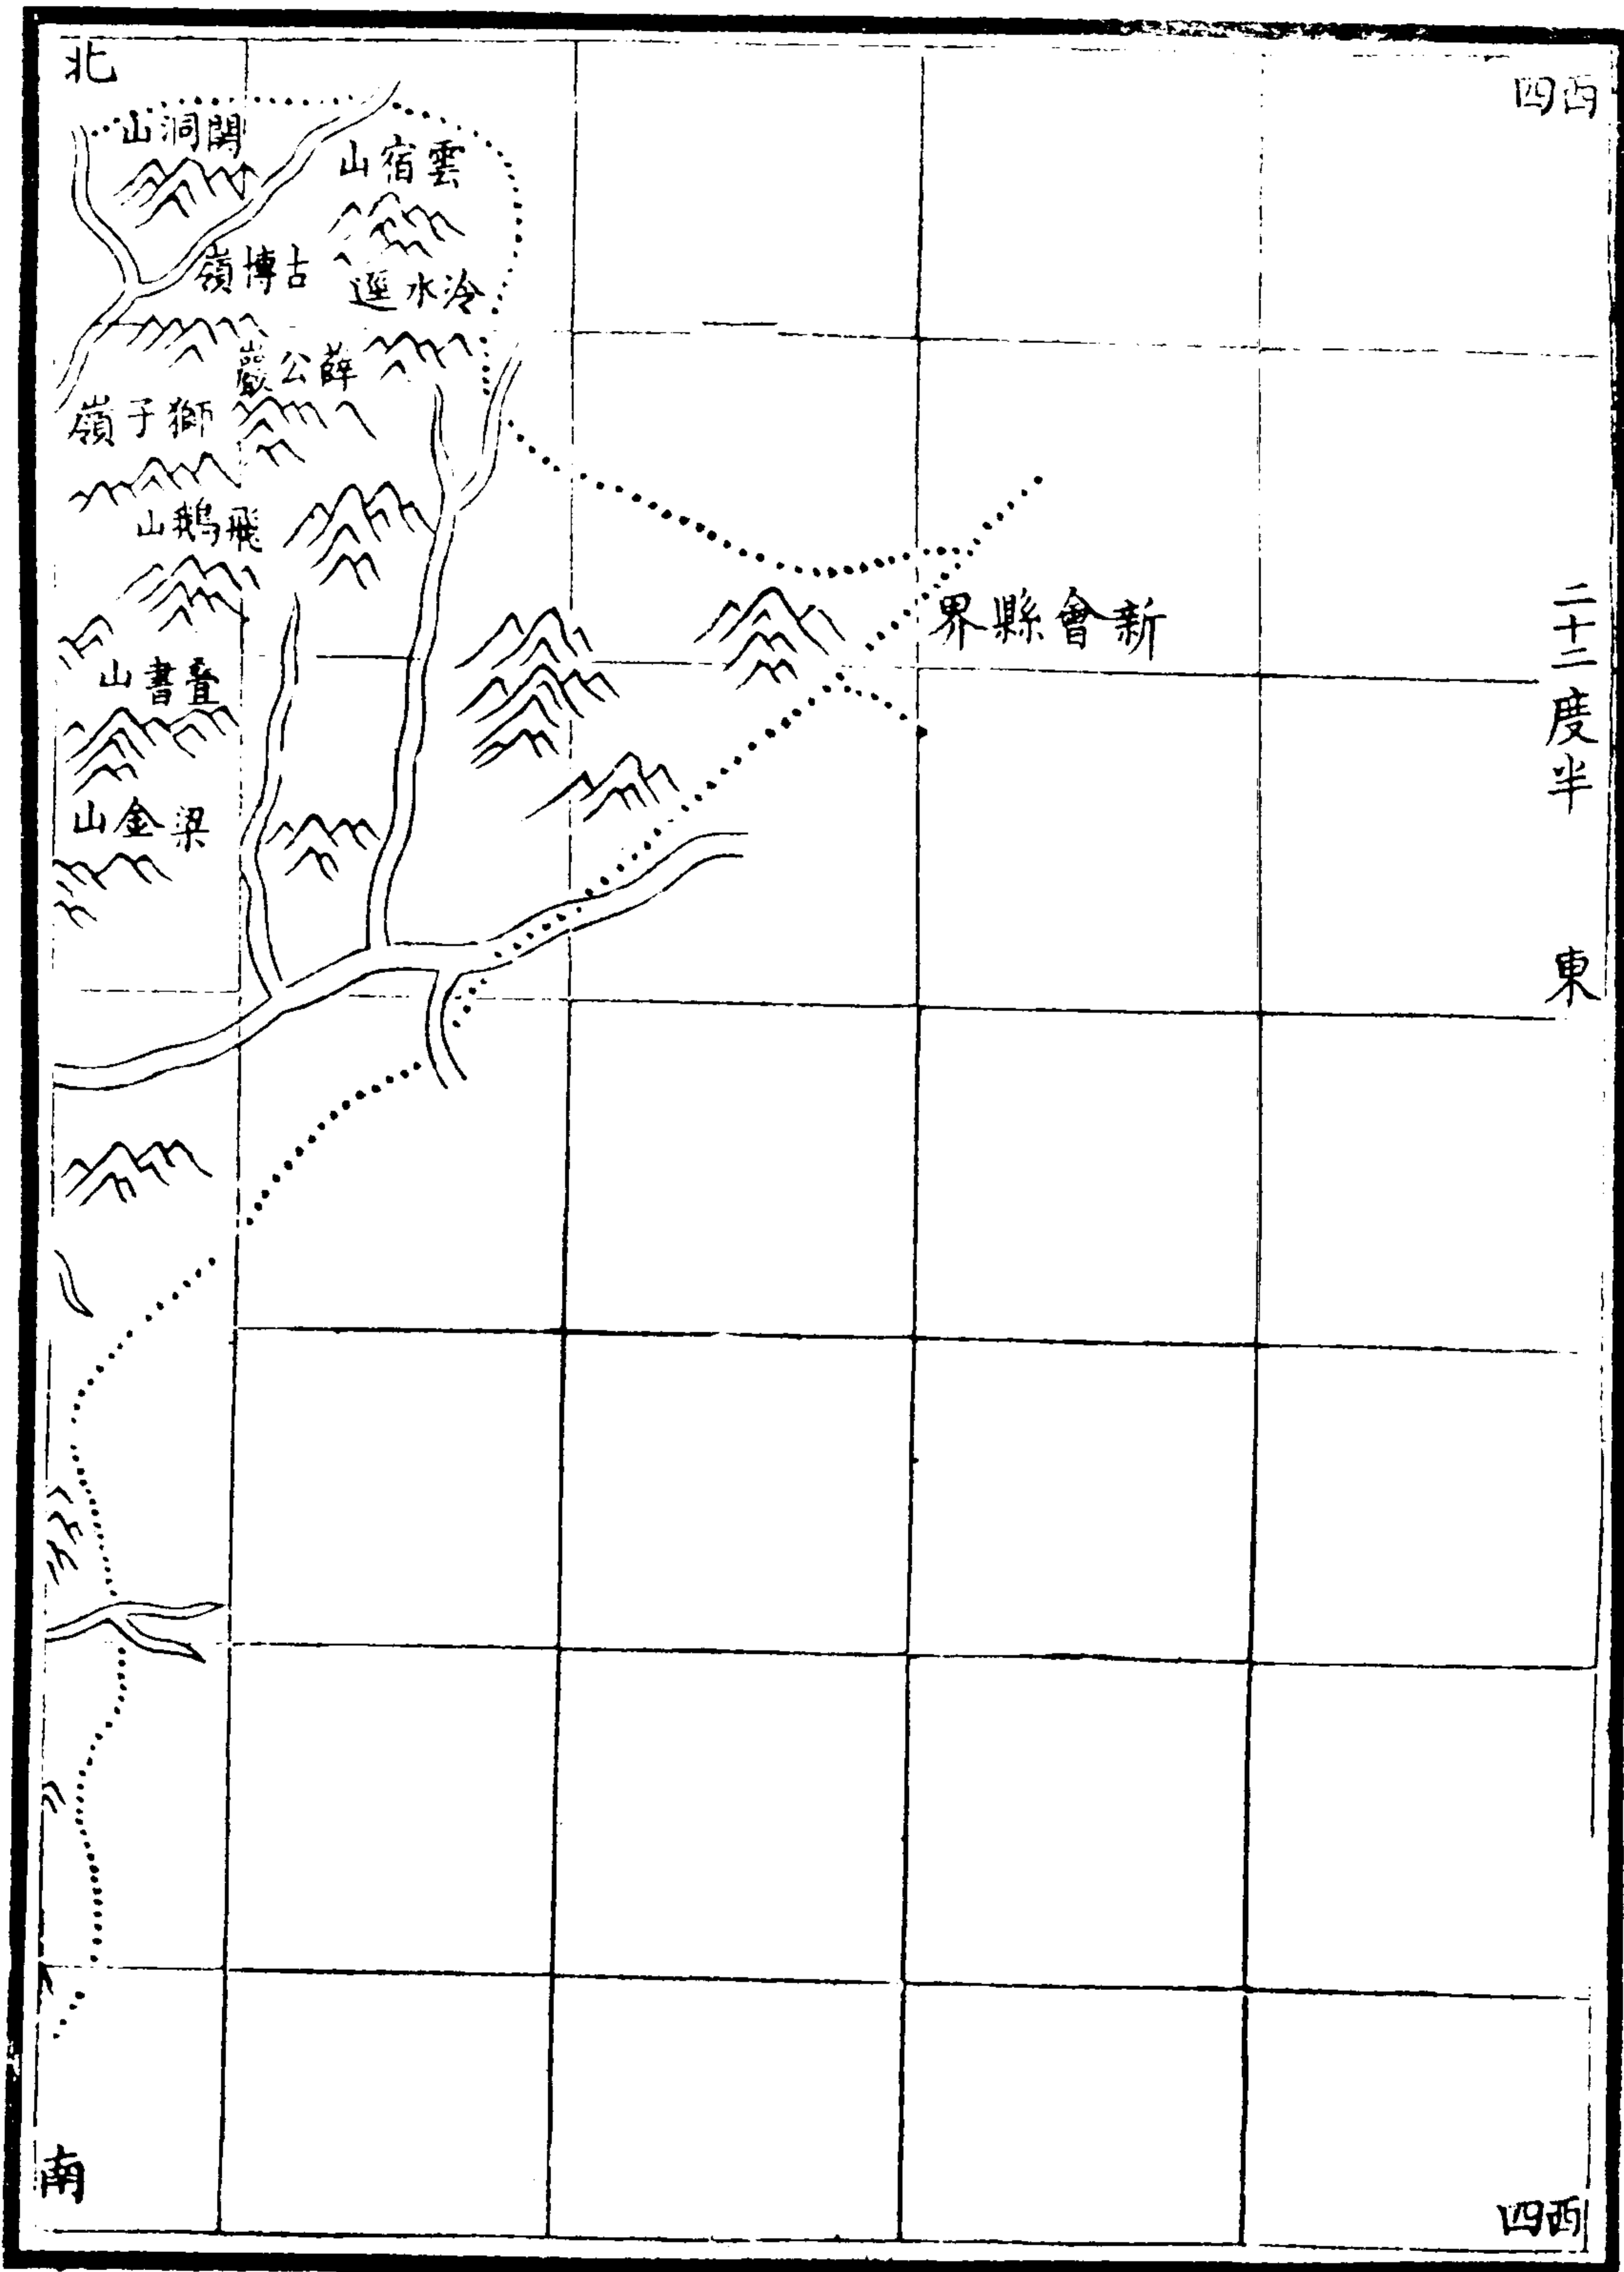 北
西四
開洞山
雲宿山
古博嶺
冷水逕
薛公巖
獅子嶺
飛鵝山
新會縣界
二十二度半
疊書山
梁金山
東
南
西四